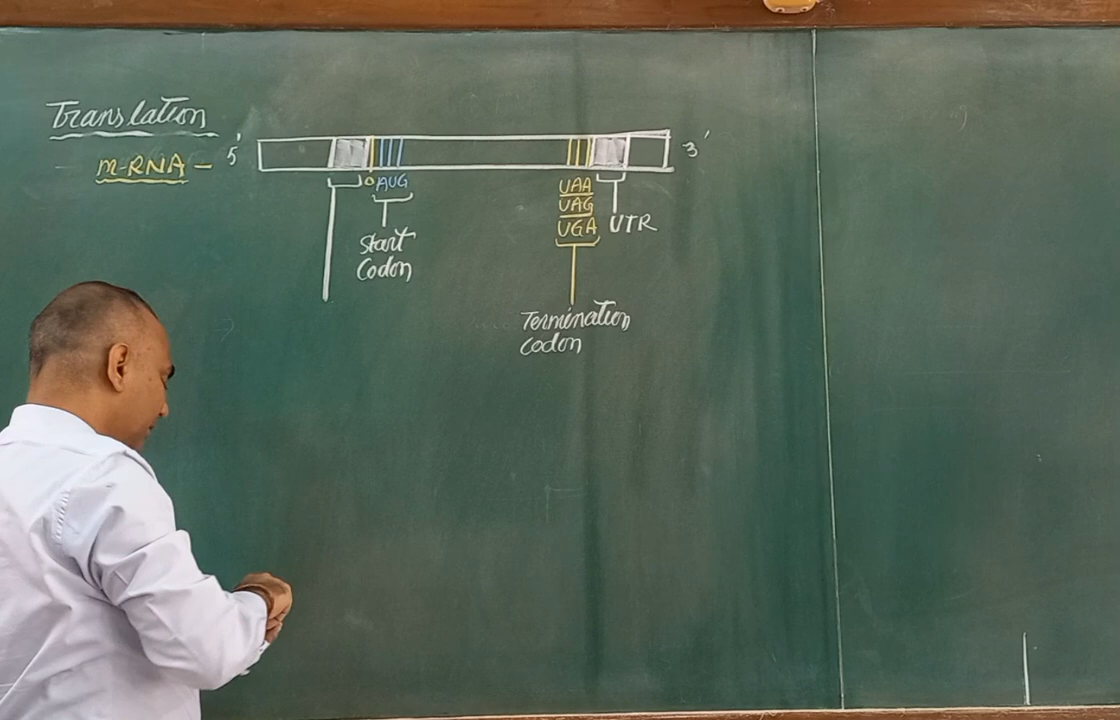 Translation
m-RNA -
5'
3'
AUG
Start
Codon
UAA
UAG
UGA
UTR
Termination
Codon